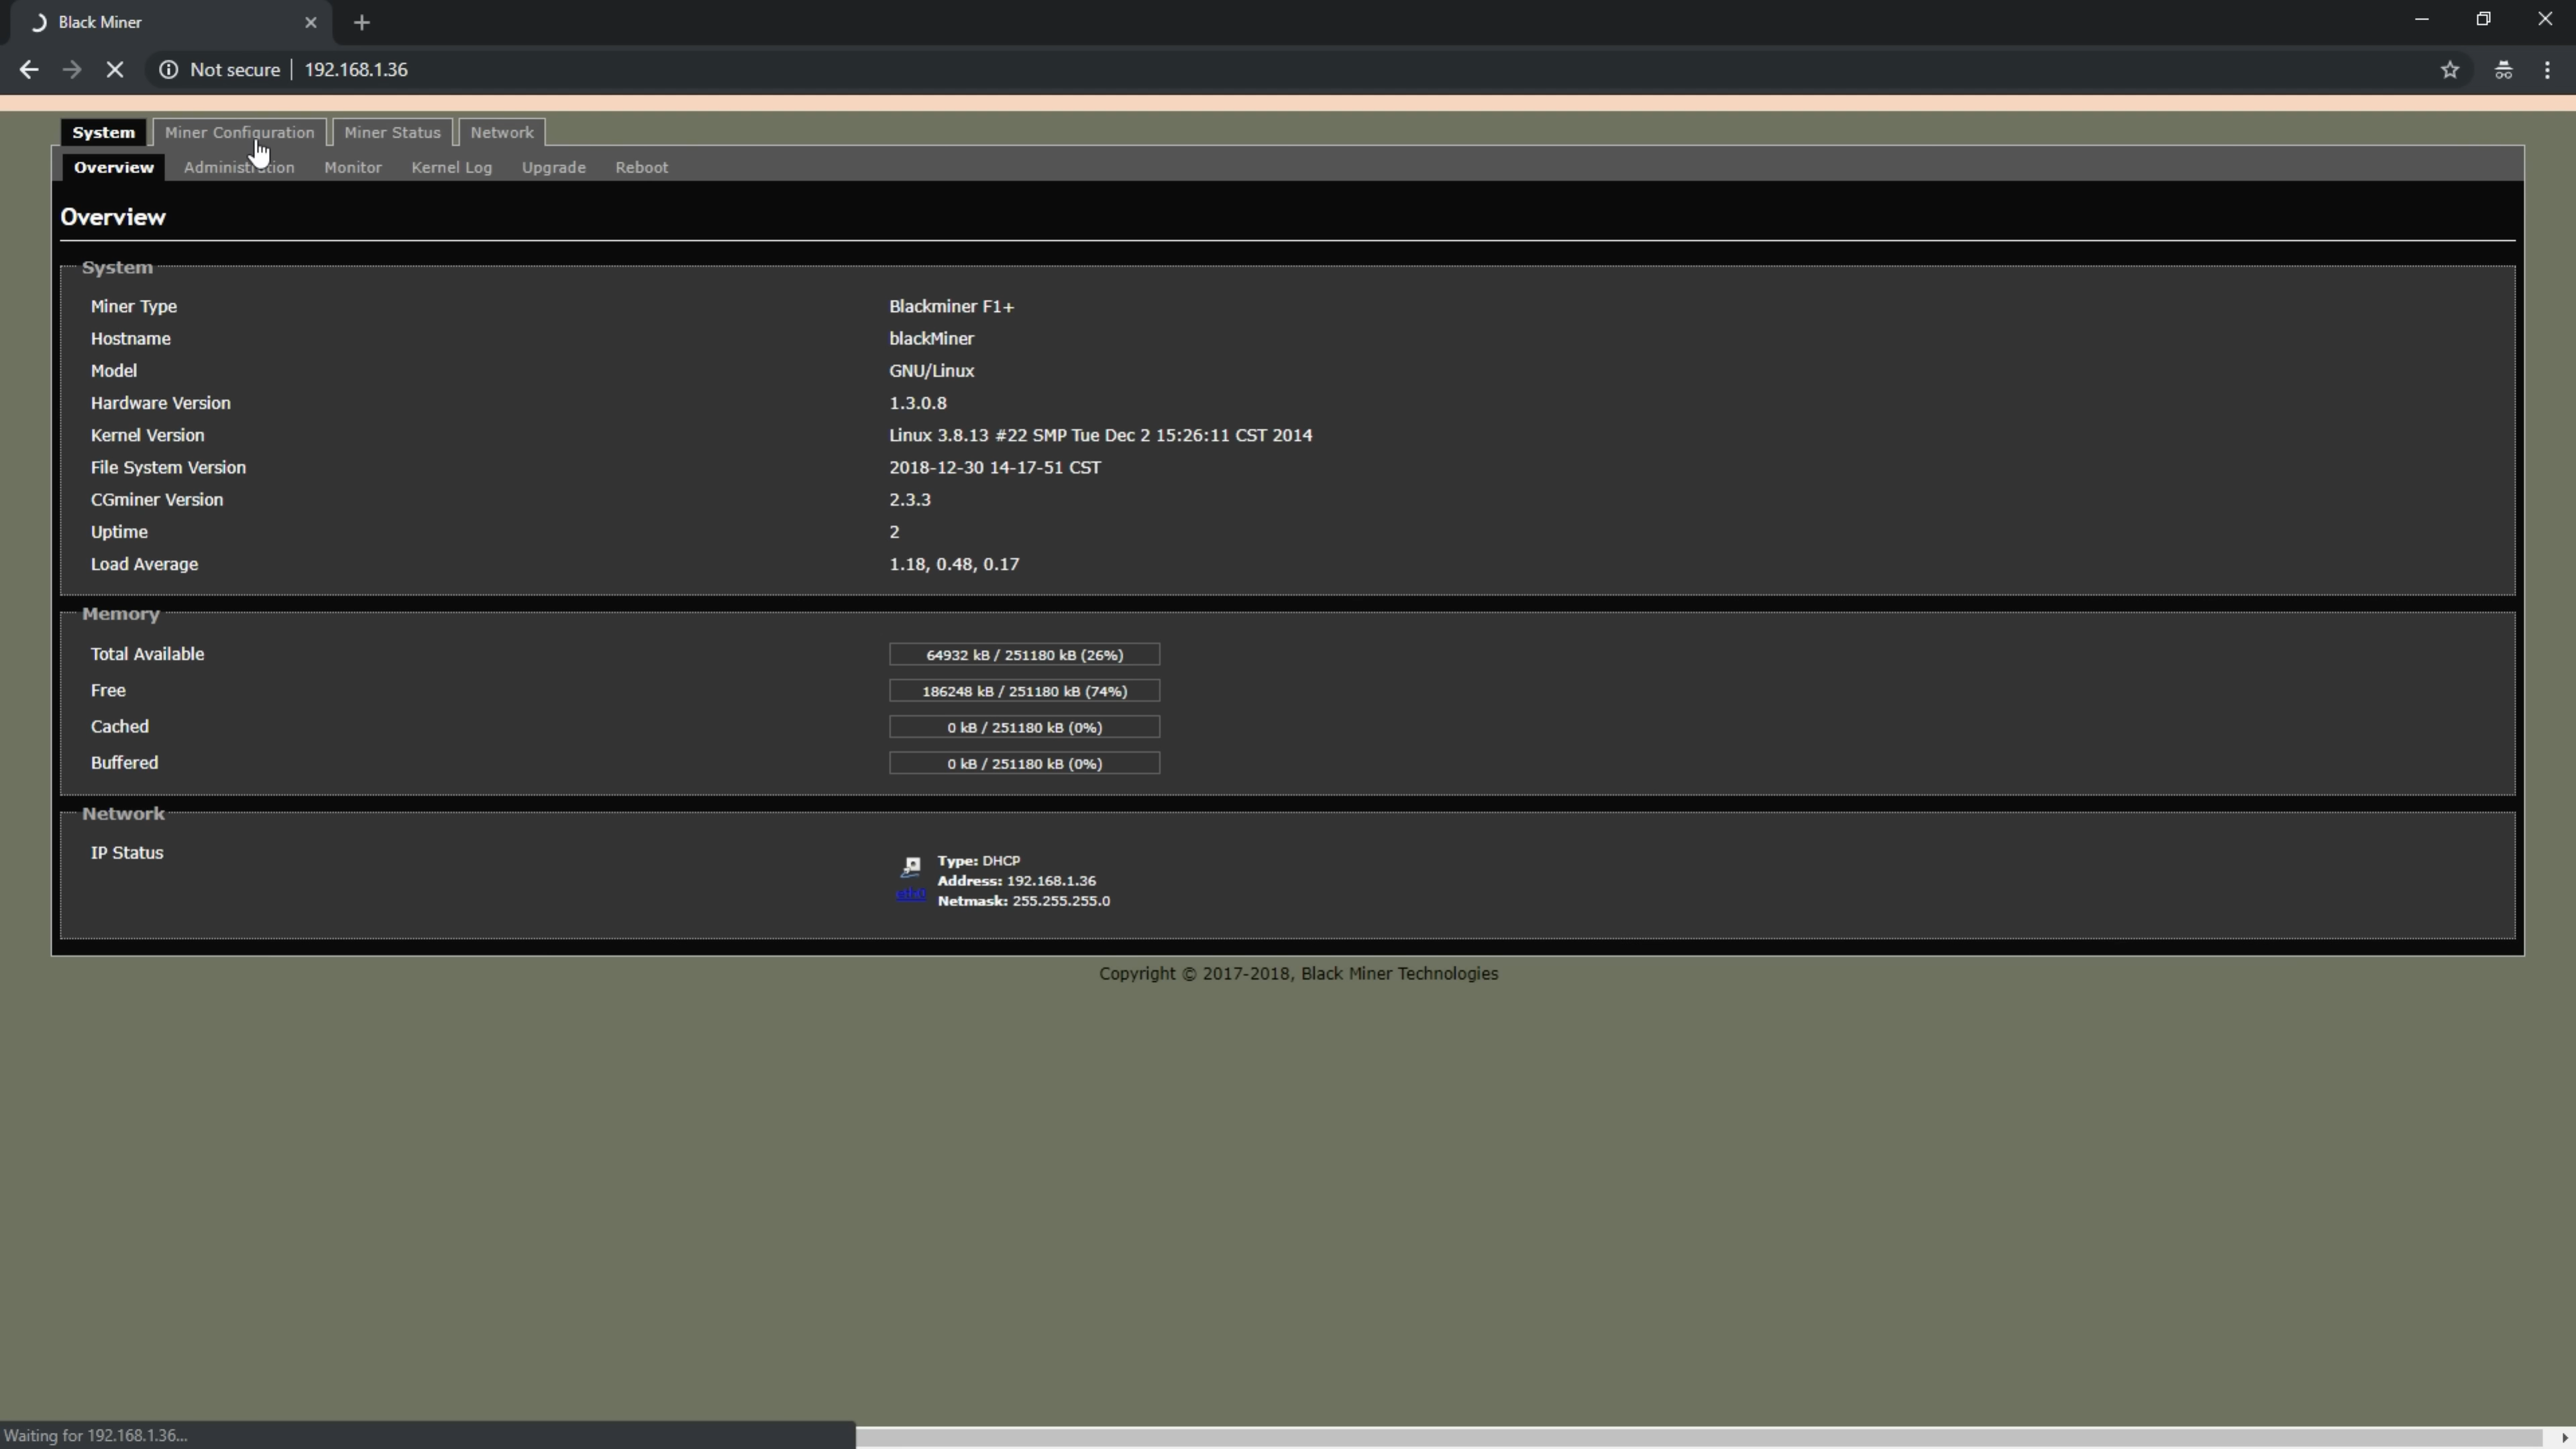 Black Miner
Not secure | 192.168.1.36
System Miner Configuration Miner Status Network
Overview Administration Monitor Kernel Log Upgrade Reboot
Overview
System
Miner Type Blackminer F1+
Hostname blackMiner
Model GNU/Linux
Hardware Version 1.3.0.8
Kernel Version Linux 3.8.13 #22 SMP Tue Dec 2 15:26:11 CST 2014
File System Version 2018-12-30 14-17-51 CST
CGminer Version 2.3.3
Uptime 2
Load Average 1.18, 0.48, 0.17
Memory
Total Available 64932 kB / 251180 kB (26%)
Free 186248 kB / 251180 kB (74%)
Cached 0 kB / 251180 kB (0%)
Buffered 0 kB / 251180 kB (0%)
Network
IP Status
Type: DHCP
Address: 192.168.1.36
eth0
Netmask: 255.255.255.0
Copyright © 2017-2018, Black Miner Technologies
Waiting for 192.168.1.36...